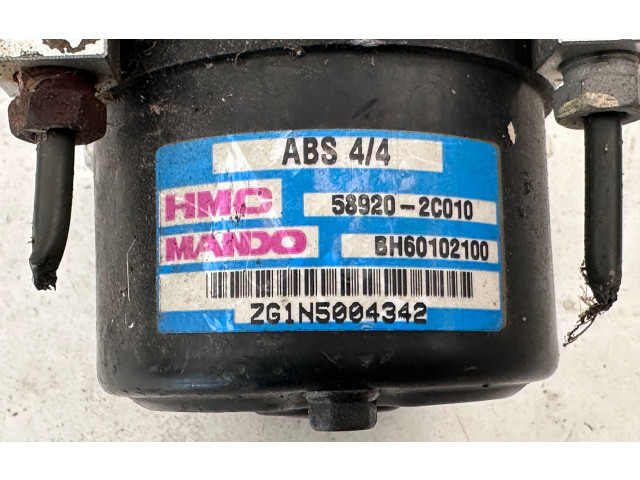 ABS 4/4
HMC 58920-2C010
MANDO BH60102100
ZG1N5004342